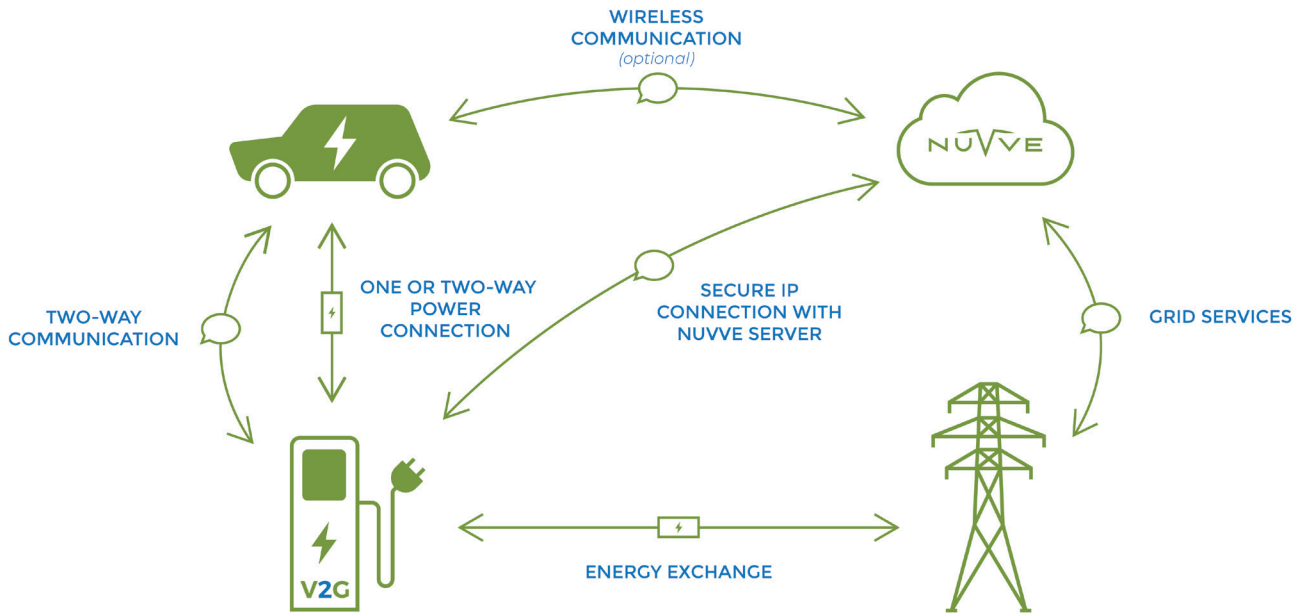 WIRELESS
COMMUNICATION
(optional)
NUVVE
ONE OR TWO-WAY
POWER
CONNECTION
TWO-WAY
COMMUNICATION
SECURE IP
CONNECTION WITH
NUVVE SERVER
GRID SERVICES
V2G
ENERGY EXCHANGE